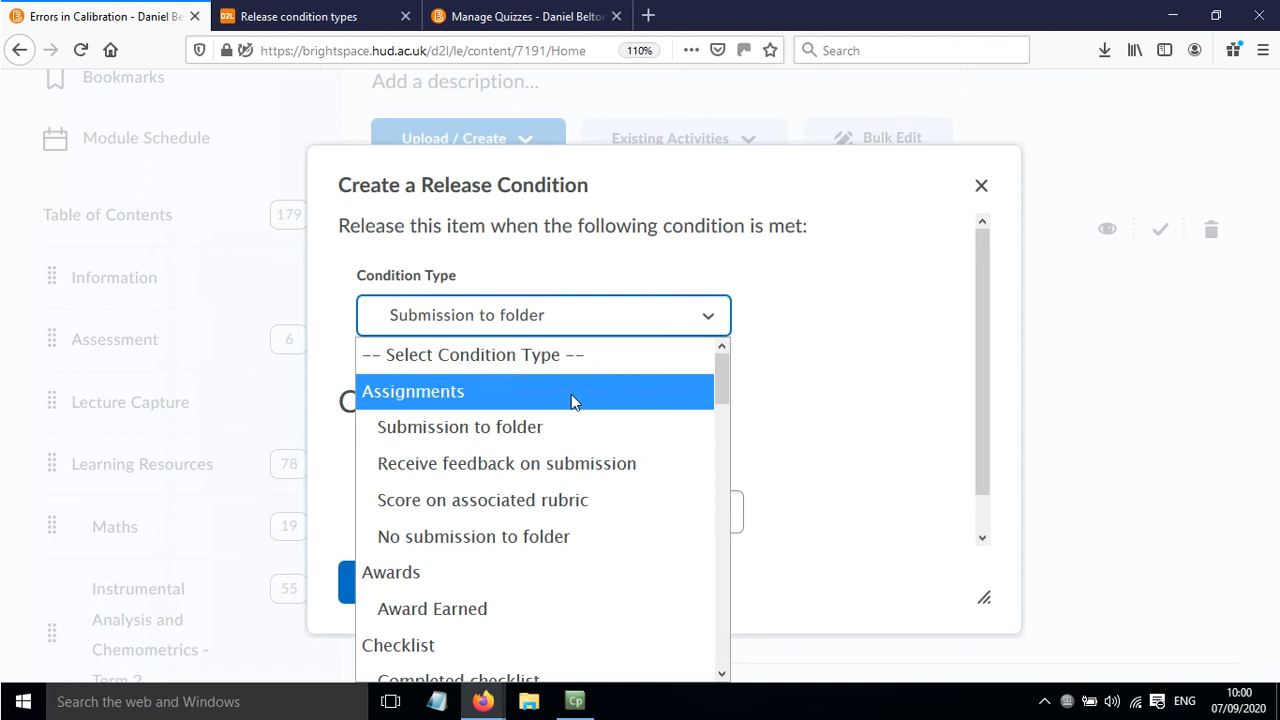 Errors in Calibration - Daniel Be
Release condition types
Manage Quizzes - Daniel Belto
https://brightspace.hud.ac.uk/d2l/le/content/7191/Home
110%
Search
Bookmarks
Add a description...
Module Schedule
Upload / Create
Existing Activities
Bulk Edit
Create a Release Condition
Release this item when the following condition is met:
Table of Contents
179
Information
Condition Type
Submission to folder
Assessment
6
-- Select Condition Type --
Assignments
Lecture Capture
Submission to folder
Learning Resources
78
Receive feedback on submission
Score on associated rubric
Maths
19
No submission to folder
Awards
Instrumental
Analysis and
Chemometrics -
Term 2
55
Award Earned
Checklist
Completed checklist
Search the web and Windows
Cp
ENG
10:00
07/09/2020